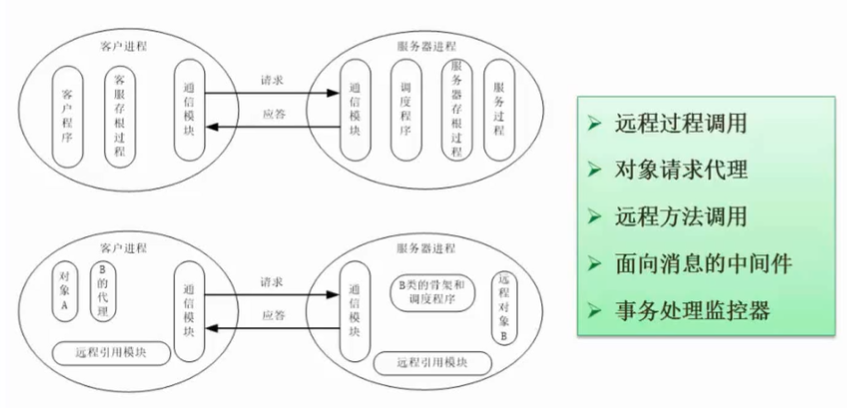 客户进程
客户程序
客服存根过程
通信模块
请求
应答
服务器进程
通信模块
调度程序
服务器存根过程
服务过程
客户进程
对象A
B的代理
通信模块
远程引用模块
请求
应答
服务器进程
通信模块
B类的骨架和
调度程序
远程对象B
远程引用模块
➢ 远程过程调用
➢ 对象请求代理
➢ 远程方法调用
➢ 面向消息的中间件
➢ 事务处理监控器